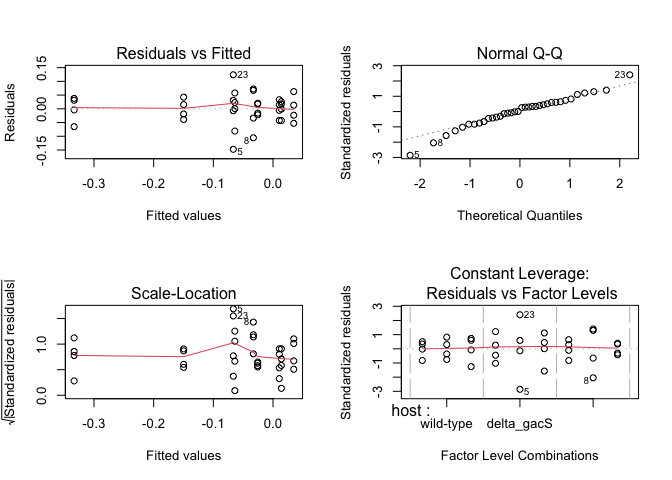 Residuals vs Fitted
Residuals
0.15
0.00
-0.15
23
8
5
-0.3
-0.2
-0.1
0.0
Fitted values
Normal Q-Q
Standardized residuals
3
1
-1
-3
23
8
5
-2
-1
0
1
2
Theoretical Quantiles
Scale-Location
√|Standardized residuals|
1.0
0.0
5
23
8
-0.3
-0.2
-0.1
0.0
Fitted values
Constant Leverage:
Residuals vs Factor Levels
Standardized residuals
3
1
-1
-3
23
8
5
host :
wild-type
delta_gacS
Factor Level Combinations